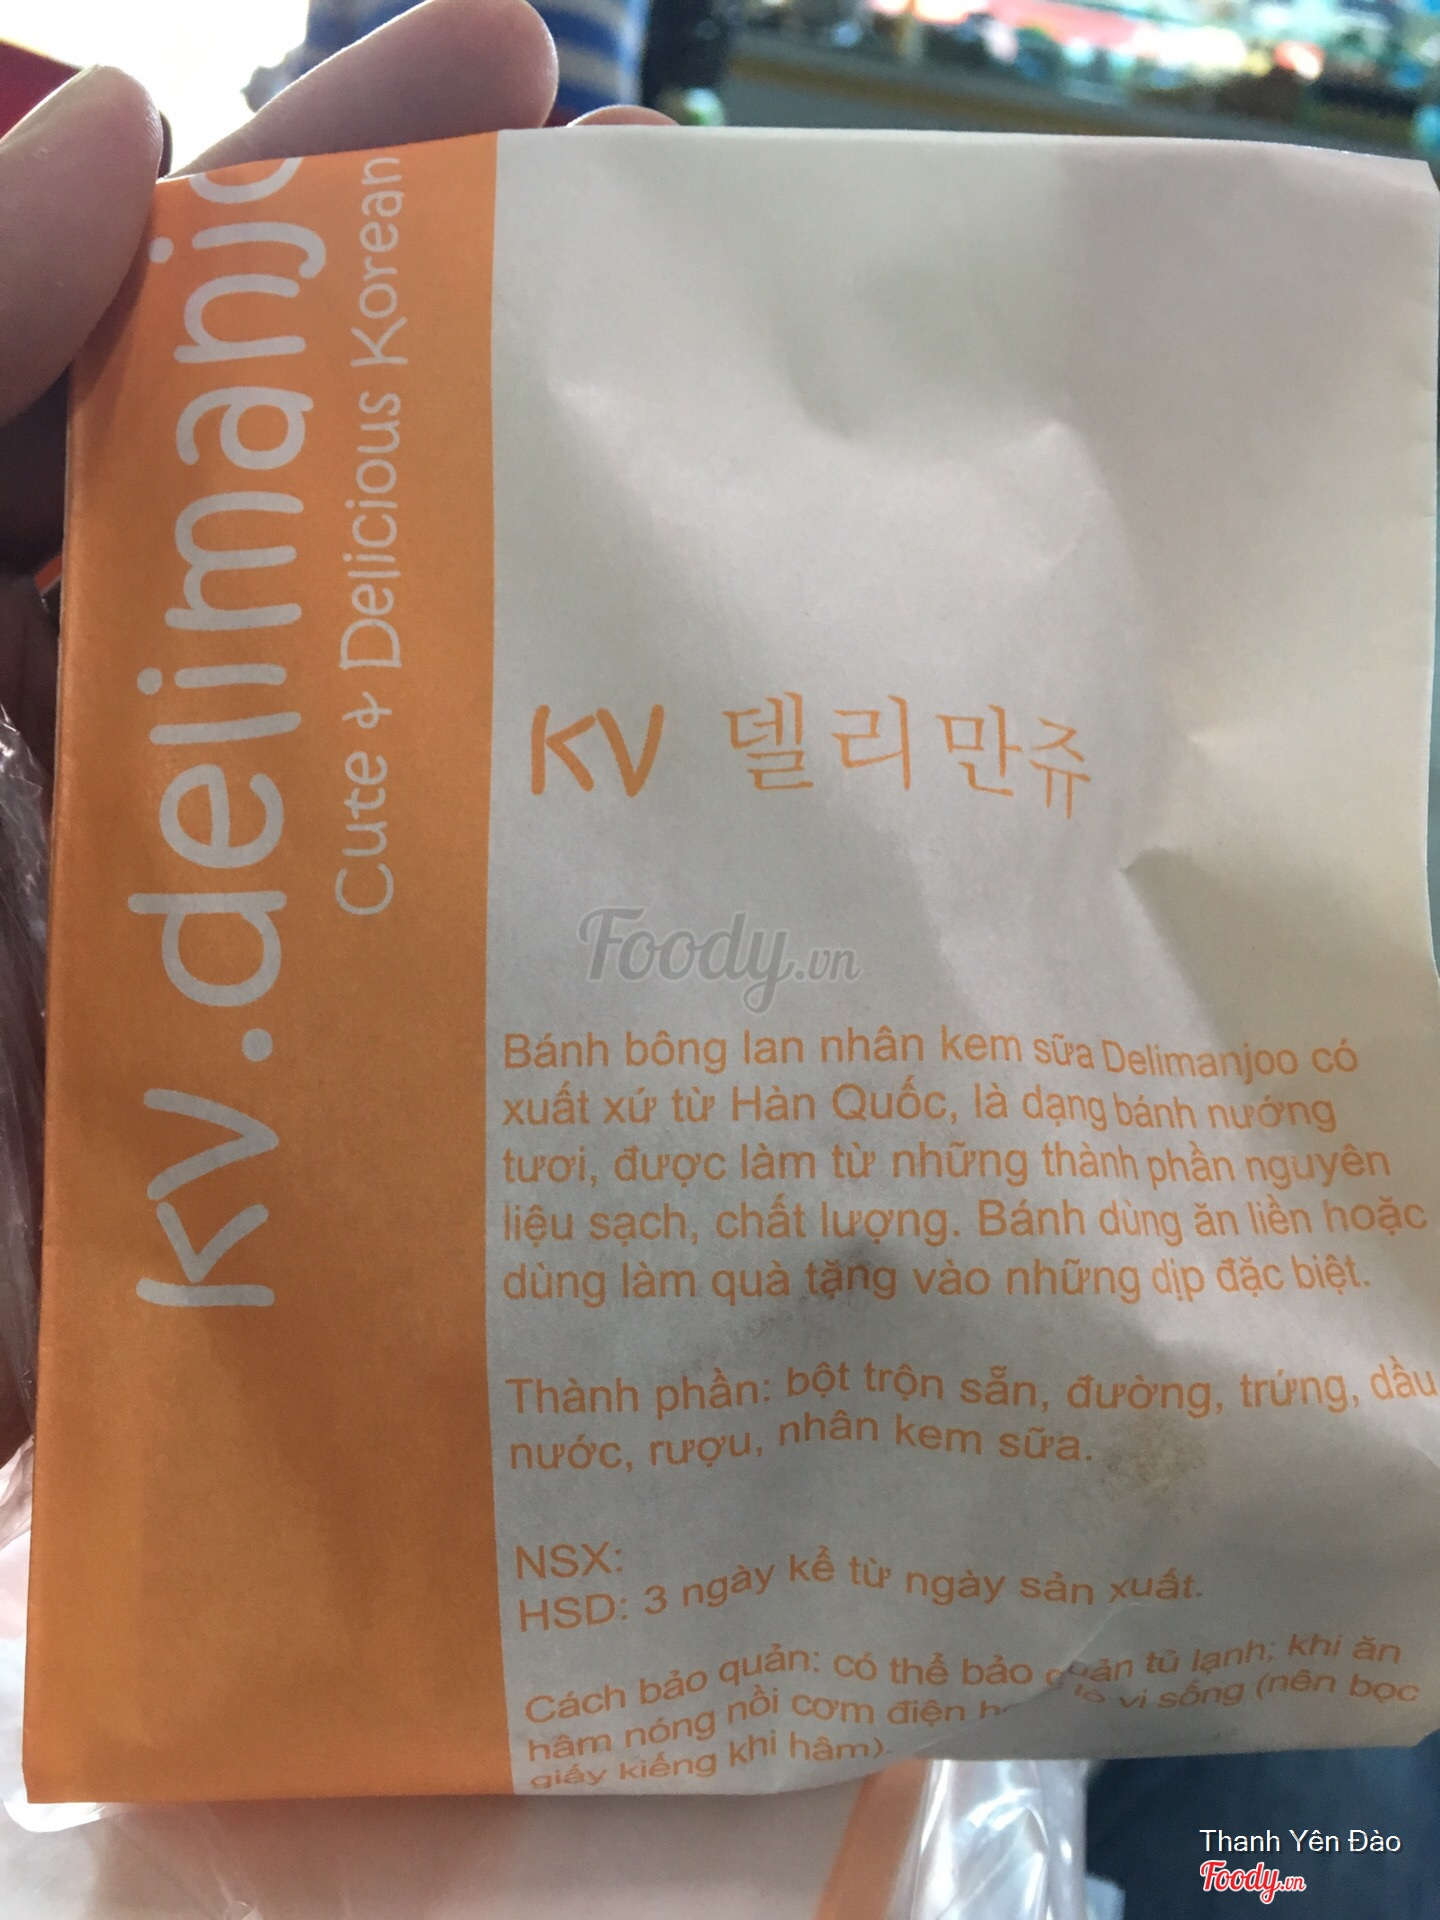 kv.delimanjo
Cute & Delicious Korean
KV 델리만쥬
Foody.vn
Bánh bông lan nhân kem sữa Delimanjoo có
xuất xứ từ Hàn Quốc, là dạng bánh nướng
tươi, được làm từ những thành phần nguyên
liệu sạch, chất lượng. Bánh dùng ăn liền hoặc
dùng làm quà tặng vào những dịp đặc biệt.
Thành phần: bột trộn sẵn, đường, trứng, dầu
nước, rượu, nhân kem sữa.
NSX:
HSD: 3 ngày kể từ ngày sản xuất.
Cách bảo quản: có thể bảo quản tủ lạnh; khi ăn
hâm nóng nồi cơm điện lò vi sống (nên bọc
giấy kiếng khi hâm).
Thanh Yên Đào
Foody.vn